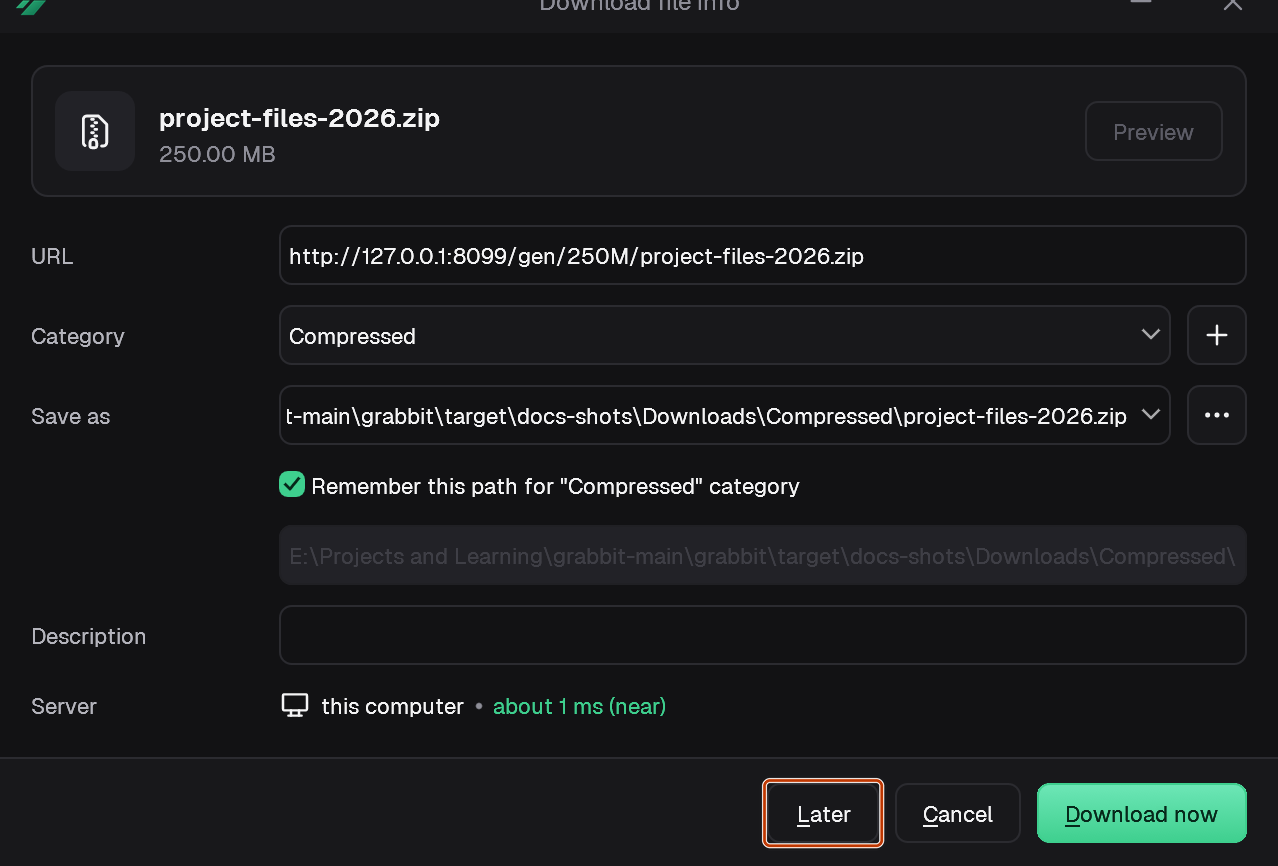 Download file info
project-files-2026.zip
250.00 MB
Preview
URL
http://127.0.0.1:8099/gen/250M/project-files-2026.zip
Category
Compressed
Save as
t-main\grabbit\target\docs-shots\Downloads\Compressed\project-files-2026.zip
Remember this path for "Compressed" category
E:\Projects and Learning\grabbit-main\grabbit\target\docs-shots\Downloads\Compressed\
Description
Server
this computer • about 1 ms (near)
Later
Cancel
Download now